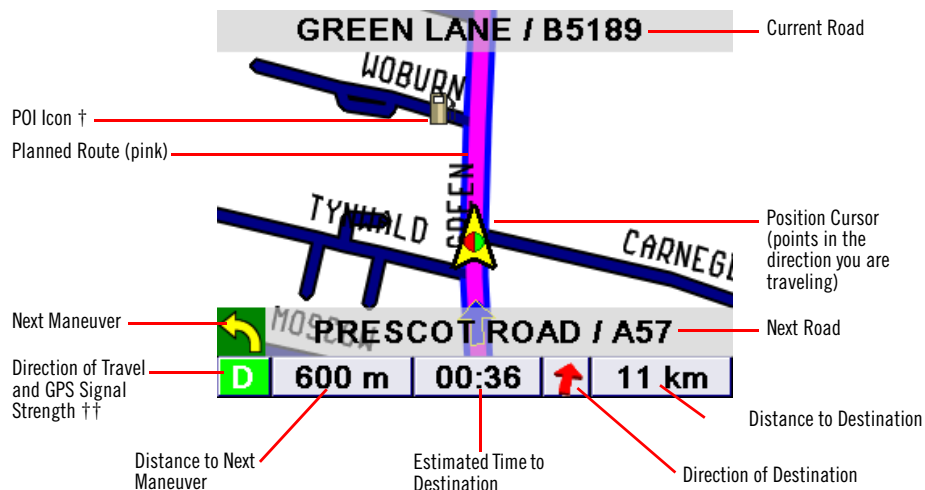 GREEN LANE / B5189
Current Road
WOBURN
POI Icon †
Planned Route (pink)
GREEN
TYNWALD
CARNEGI
Position Cursor
(points in the
direction you are
traveling)
Next Maneuver
MOSCOW
PRESCOT ROAD / A57
Next Road
Direction of Travel
and GPS Signal
Strength ††
D
600 m
00:36
11 km
Distance to Destination
Distance to Next
Maneuver
Estimated Time to
Destination
Direction of Destination